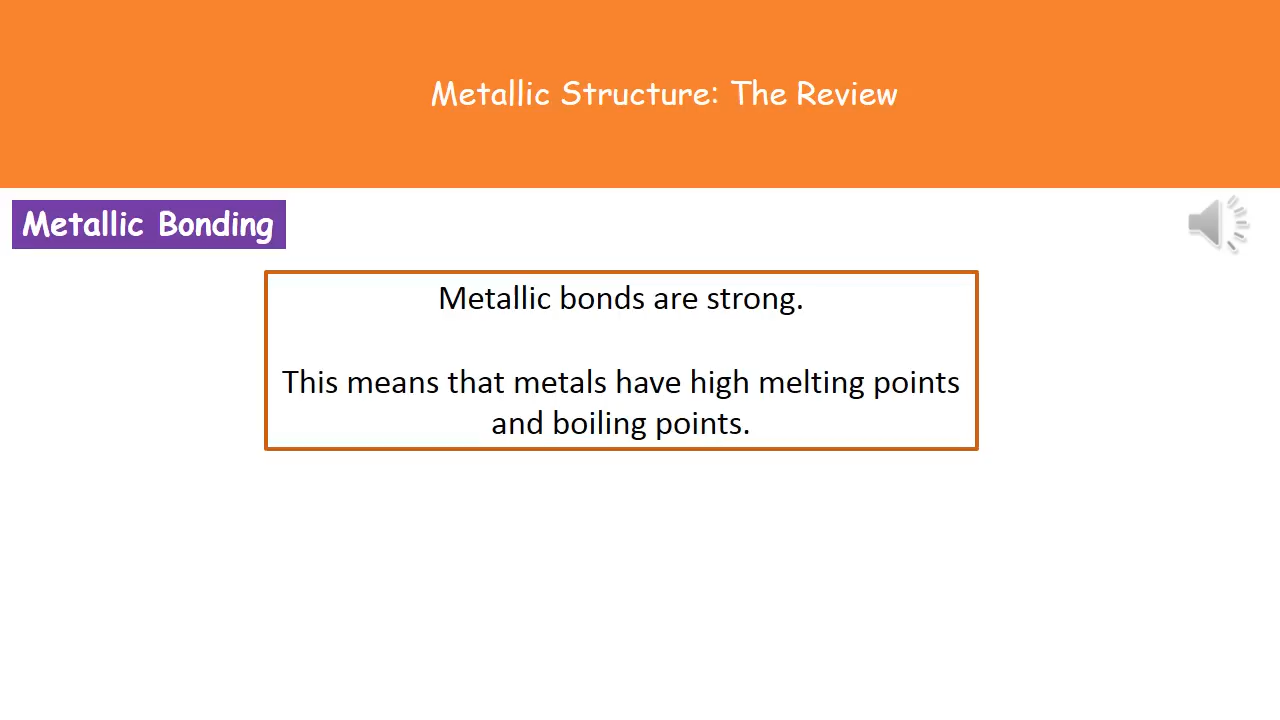 Metallic Structure: The Review
Metallic Bonding
Metallic bonds are strong.
This means that metals have high melting points
and boiling points.